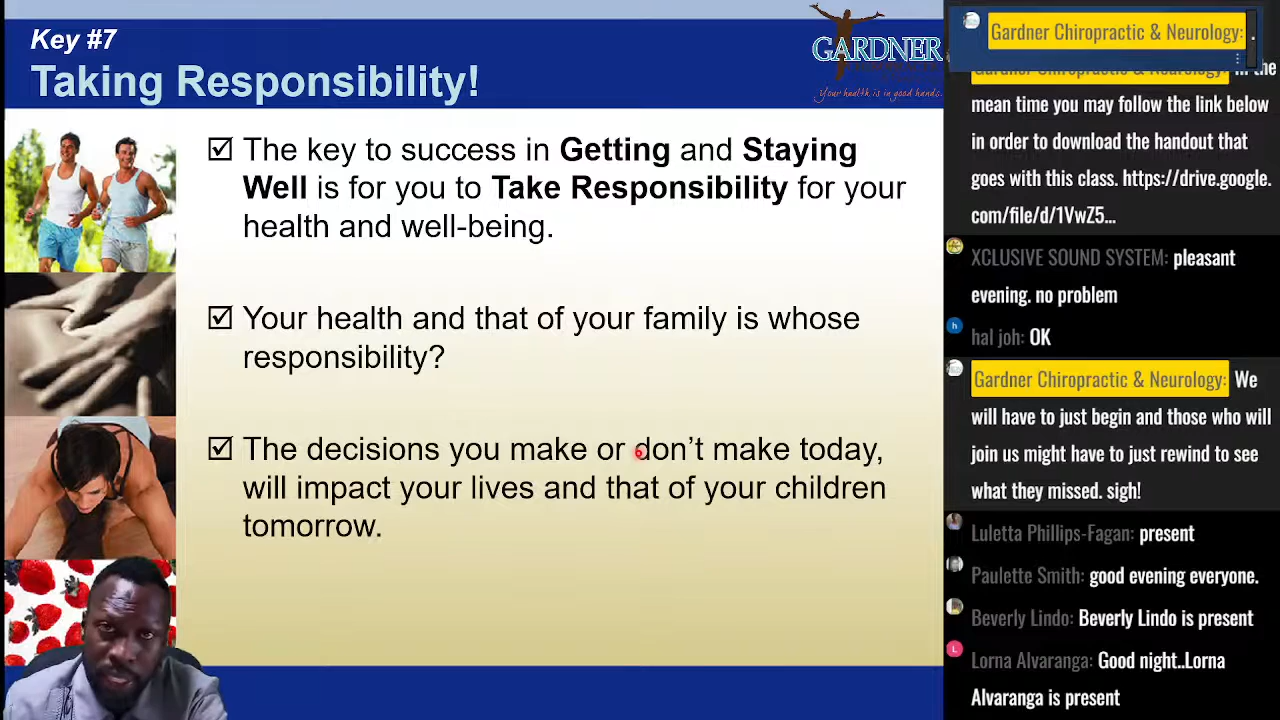 Key #7
Taking Responsibility!
GARDNER
Your health is in good hands.
The key to success in Getting and Staying
Well is for you to Take Responsibility for your
health and well-being.
Your health and that of your family is whose
responsibility?
The decisions you make or don't make today,
will impact your lives and that of your children
tomorrow.
Gardner Chiropractic & Neurology: .
Gardner Chiropractic & Neurology: In the
mean time you may follow the link below
in order to download the handout that
goes with this class. https://drive.google.
com/file/d/1VwZ5...
XCLUSIVE SOUND SYSTEM: pleasant
evening. no problem
h
hal joh: OK
Gardner Chiropractic & Neurology: We
will have to just begin and those who will
join us might have to just rewind to see
what they missed. sigh!
Luletta Phillips-Fagan: present
Paulette Smith: good evening everyone.
Beverly Lindo: Beverly Lindo is present
L
Lorna Alvaranga: Good night..Lorna
Alvaranga is present